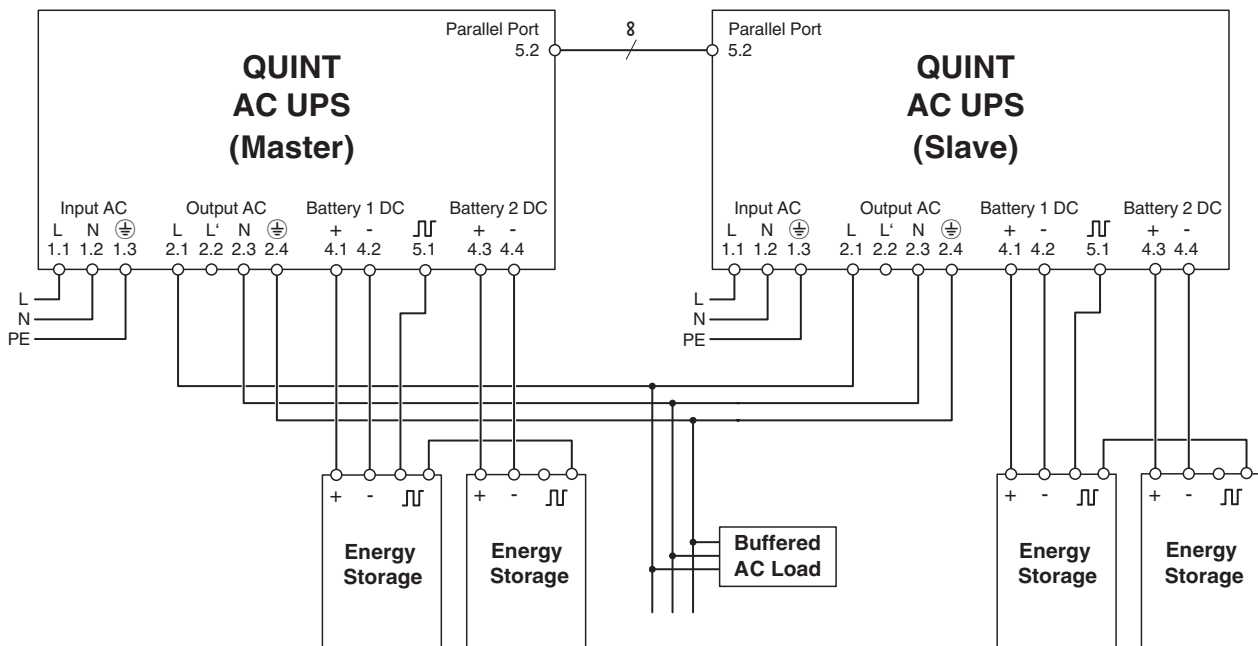 Parallel Port
5.2
8
Parallel Port
5.2
QUINT
AC UPS
(Master)
QUINT
AC UPS
(Slave)
Input AC Output AC Battery 1 DC Battery 2 DC
L N L L‘ N + - + -
1.1 1.2 1.3 2.1 2.2 2.3 2.4 4.1 4.2 5.1 4.3 4.4
Input AC Output AC Battery 1 DC Battery 2 DC
L N L L‘ N + - + -
1.1 1.2 1.3 2.1 2.2 2.3 2.4 4.1 4.2 5.1 4.3 4.4
L
N
PE
L
N
PE
+ -
Energy
Storage
+ -
Energy
Storage
Buffered
AC Load
+ -
Energy
Storage
+ -
Energy
Storage